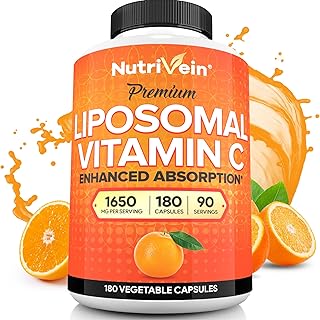 NutriVein®
Premium
LIPOSOMAL
VITAMIN C
ENHANCED ABSORPTION*
1650
MG PER SERVING
180
CAPSULES
90
SERVINGS
180 VEGETABLE CAPSULES